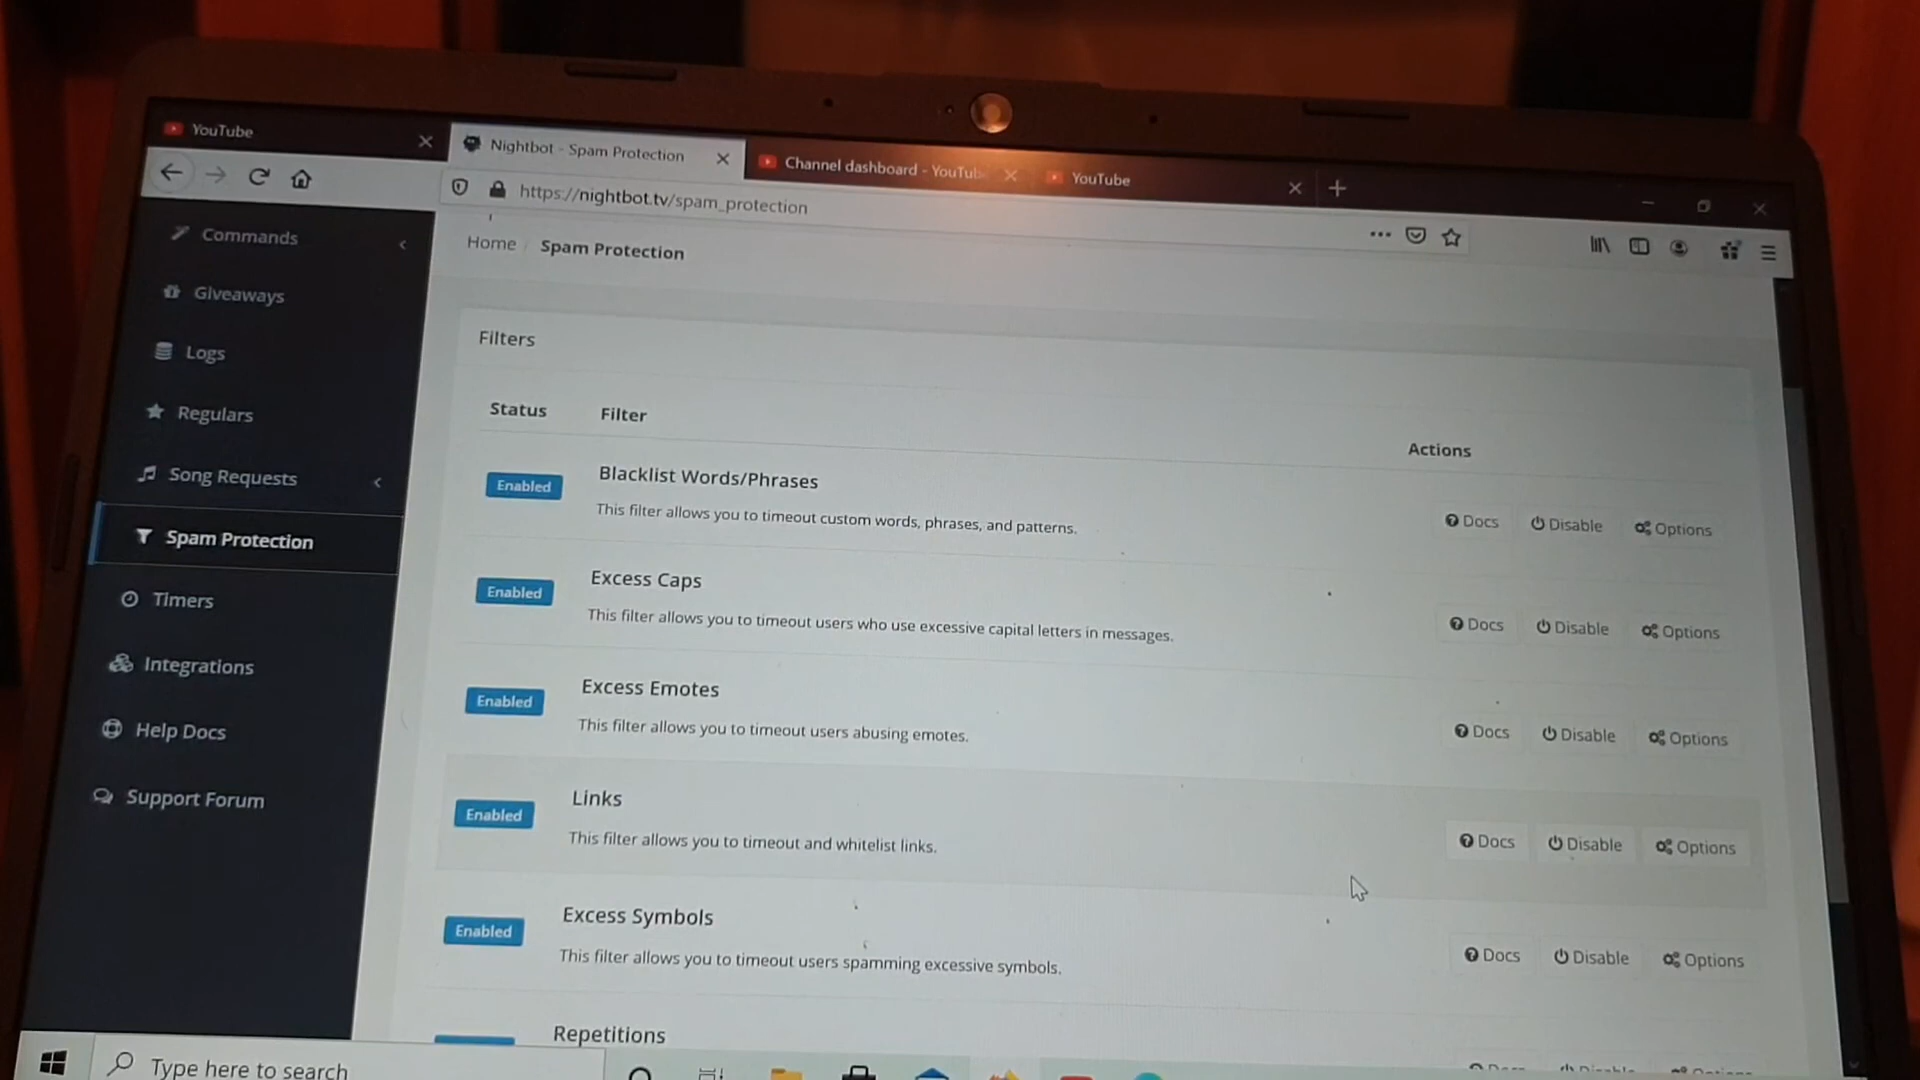 YouTube
Nightbot - Spam Protection
Channel dashboard - YouTub
YouTube
https://nightbot.tv/spam_protection
Commands
Home / Spam Protection
Giveaways
Filters
Logs
Status Filter Actions
Regulars
Song Requests
Enabled Blacklist Words/Phrases
This filter allows you to timeout custom words, phrases, and patterns.
Docs Disable Options
Spam Protection
Enabled Excess Caps
This filter allows you to timeout users who use excessive capital letters in messages.
Docs Disable Options
Timers
Integrations
Enabled Excess Emotes
This filter allows you to timeout users abusing emotes.
Docs Disable Options
Help Docs
Enabled Links
This filter allows you to timeout and whitelist links.
Docs Disable Options
Support Forum
Enabled Excess Symbols
This filter allows you to timeout users spamming excessive symbols.
Docs Disable Options
Repetitions
Type here to search